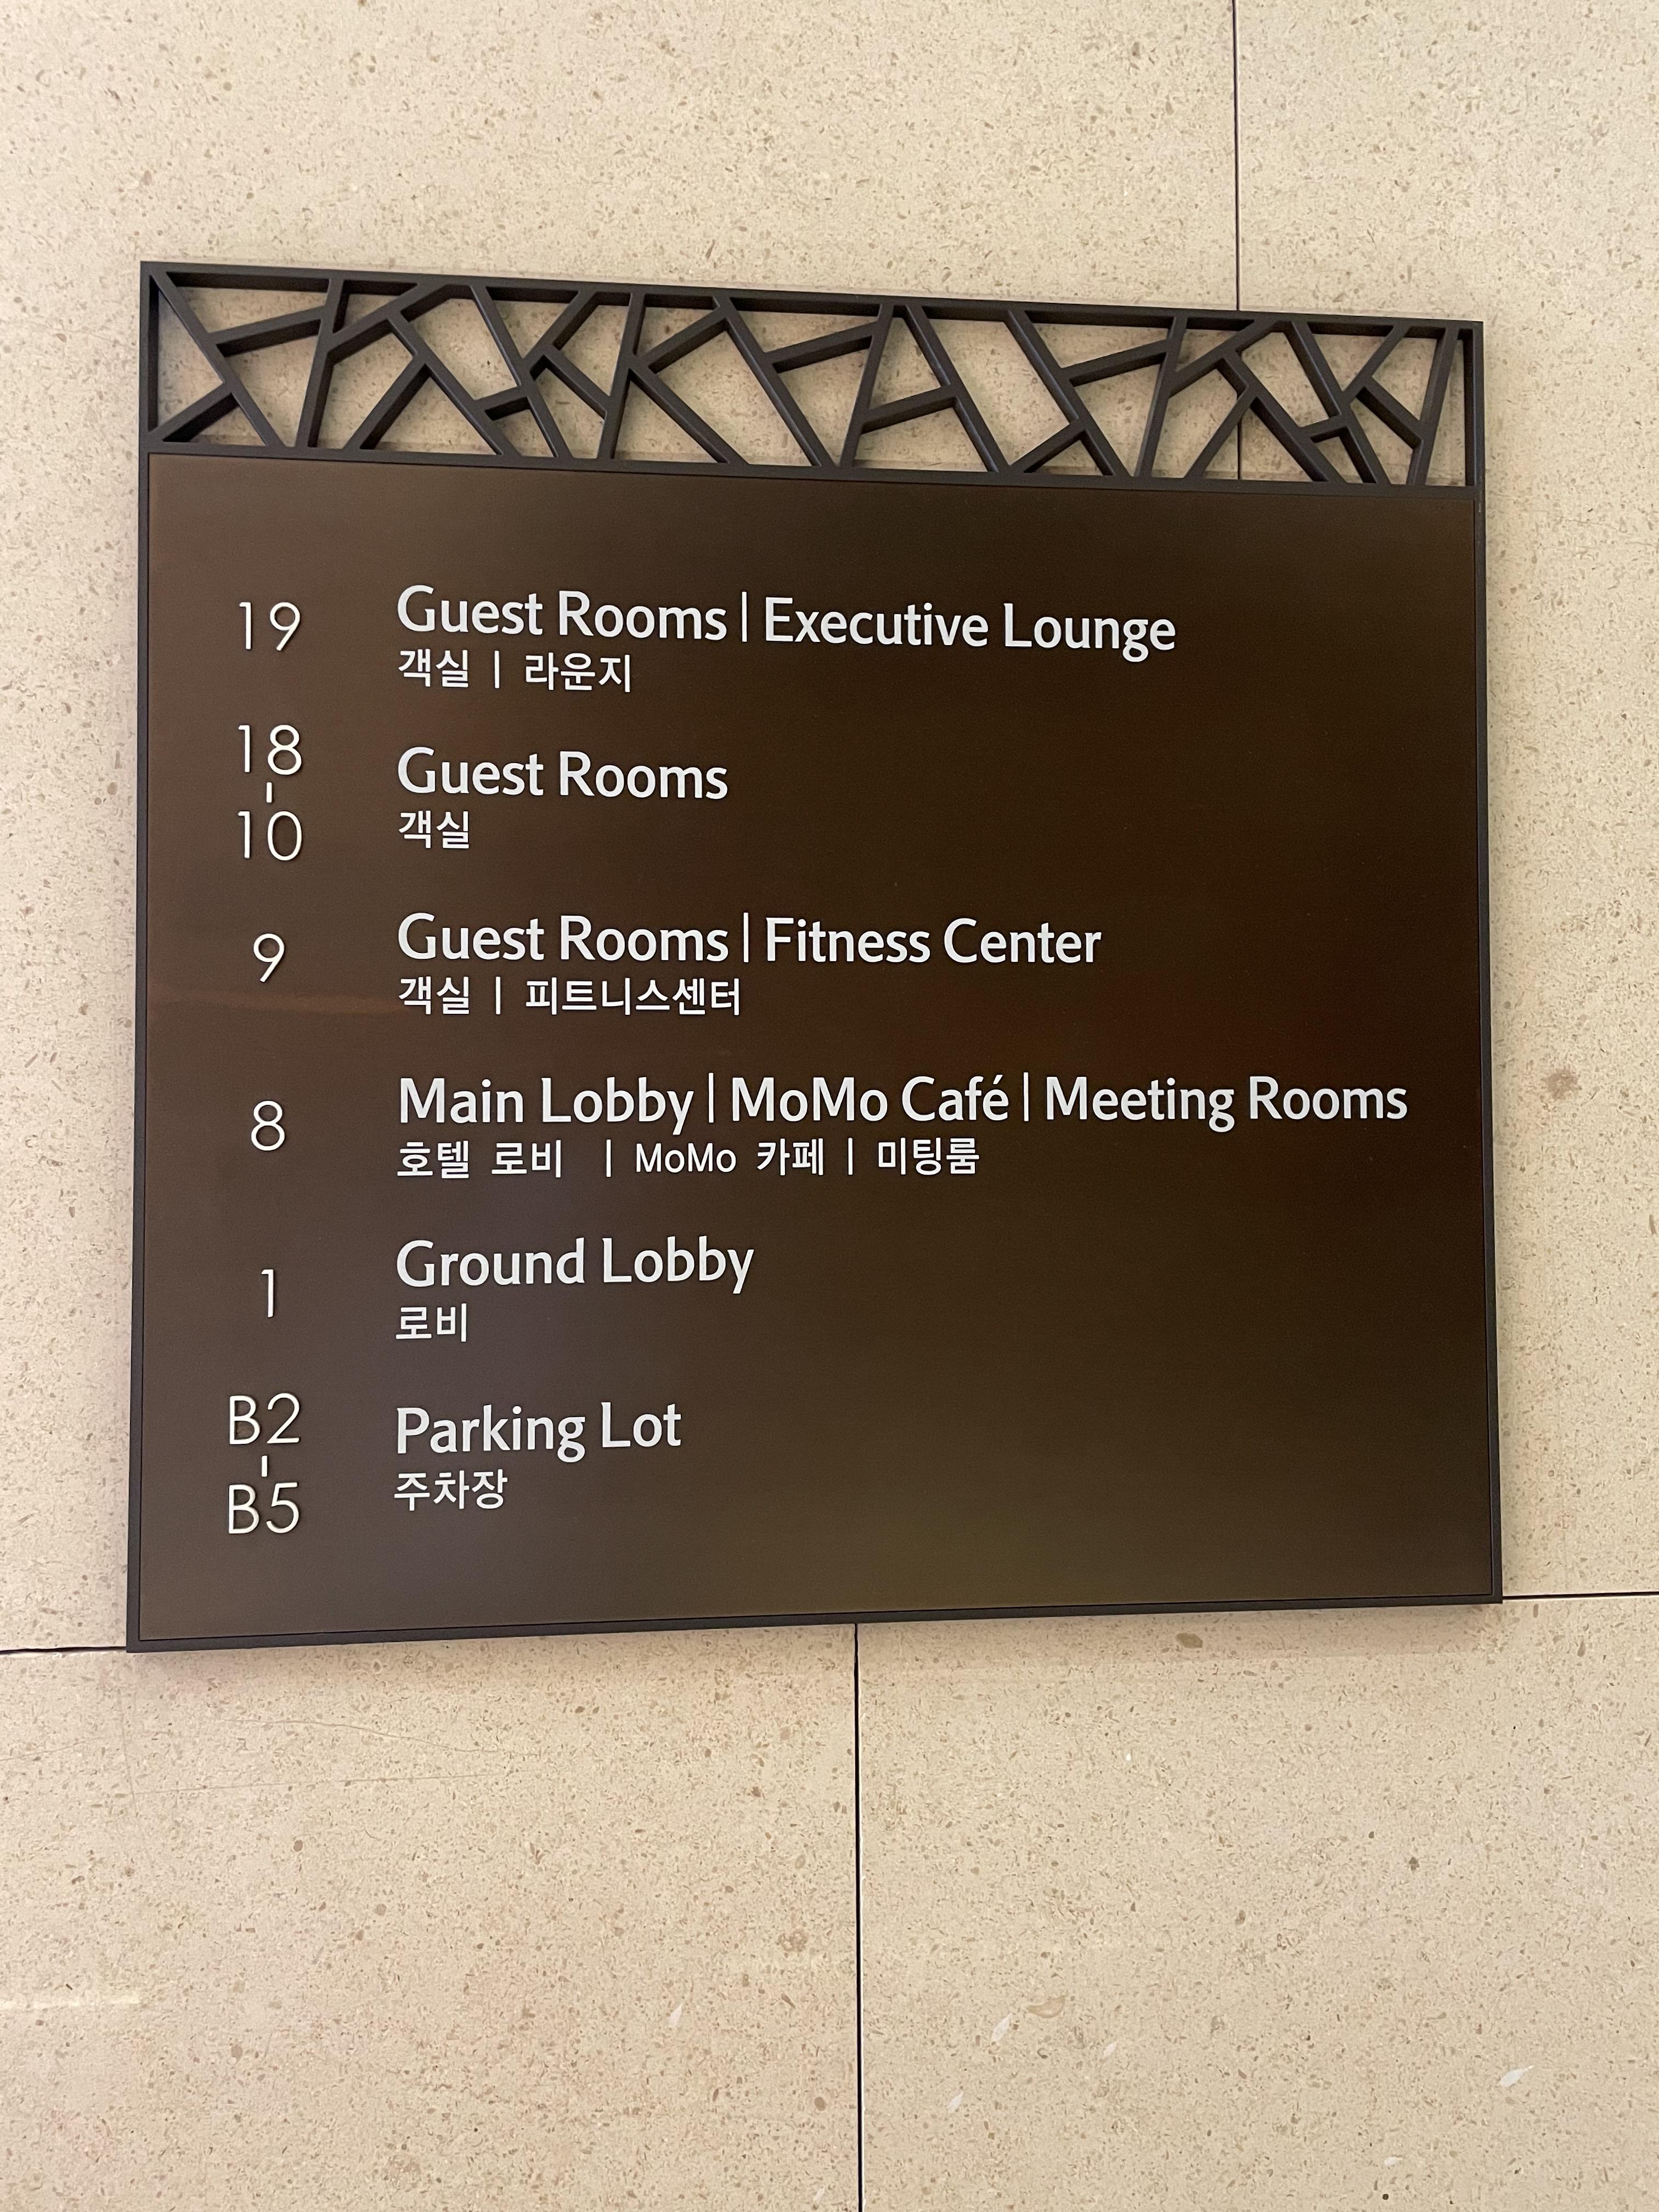 19 Guest Rooms | Executive Lounge
객실 | 라운지
18
-
10
Guest Rooms
객실
9 Guest Rooms | Fitness Center
객실 | 피트니스센터
8 Main Lobby | MoMo Café | Meeting Rooms
호텔 로비 | MoMo 카페 | 미팅룸
1 Ground Lobby
로비
B2
-
B5
Parking Lot
주차장